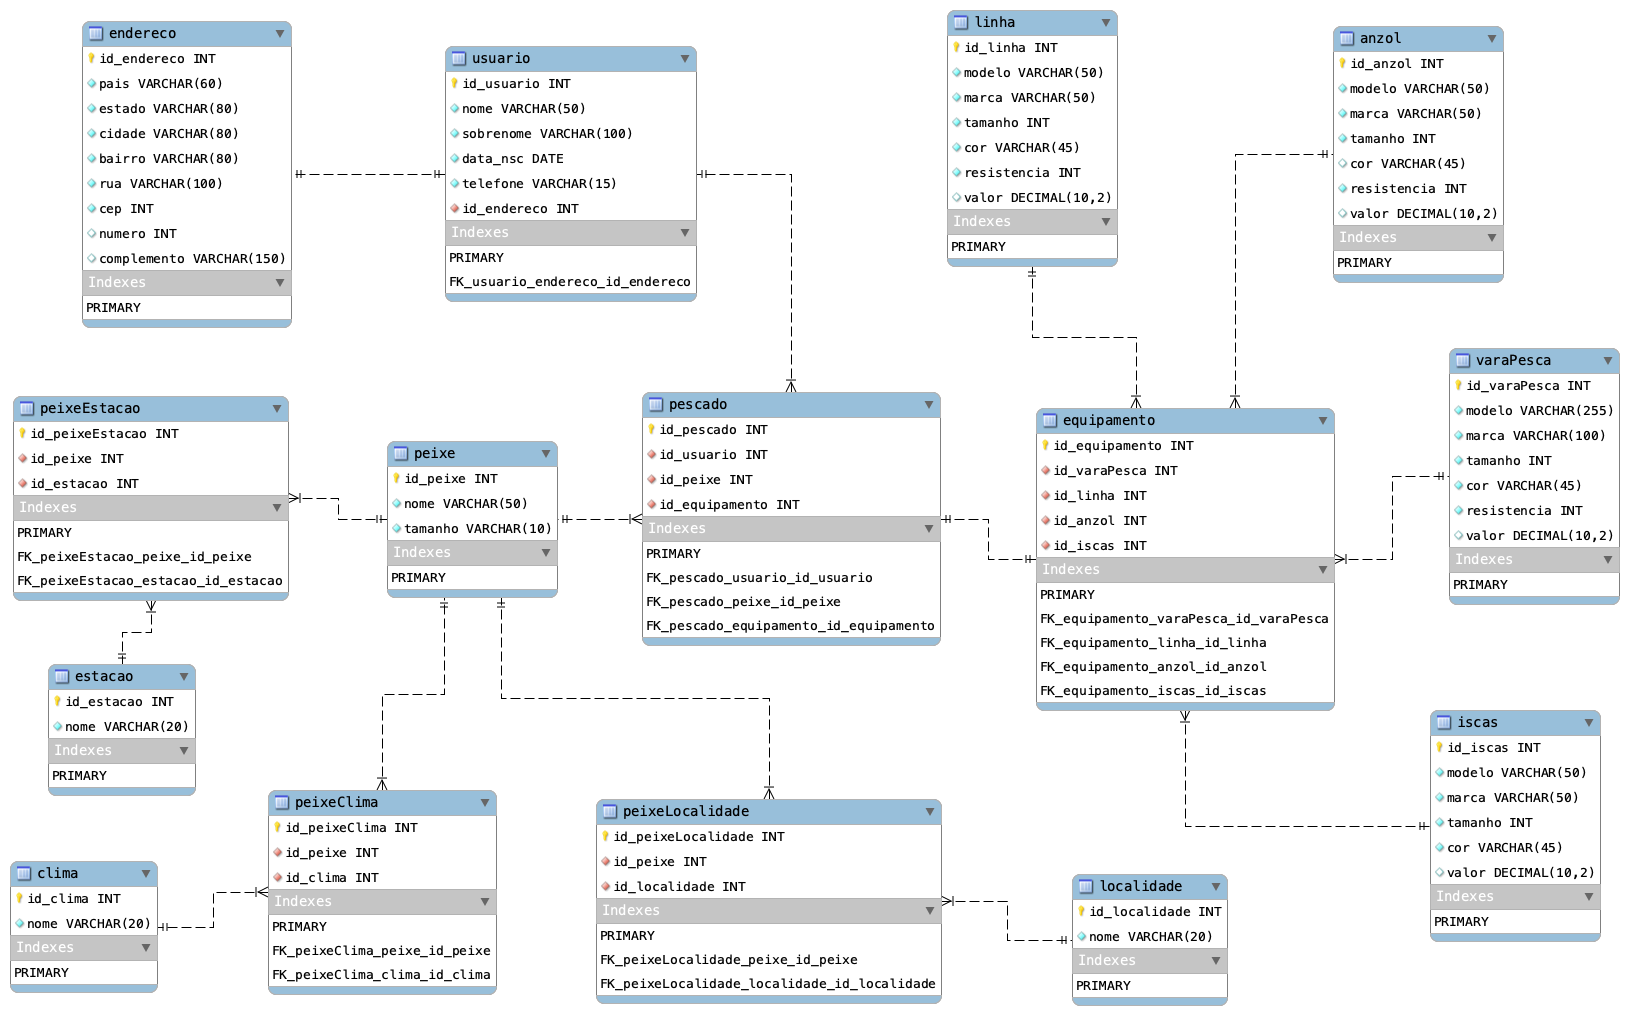 endereco
id_endereco INT
pais VARCHAR(60)
estado VARCHAR(80)
cidade VARCHAR(80)
bairro VARCHAR(80)
rua VARCHAR(100)
cep INT
numero INT
complemento VARCHAR(150)
Indexes
PRIMARY
usuario
id_usuario INT
nome VARCHAR(50)
sobrenome VARCHAR(100)
data_nsc DATE
telefone VARCHAR(15)
id_endereco INT
Indexes
PRIMARY
FK_usuario_endereco_id_endereco
linha
id_linha INT
modelo VARCHAR(50)
marca VARCHAR(50)
tamanho INT
cor VARCHAR(45)
resistencia INT
valor DECIMAL(10,2)
Indexes
PRIMARY
anzol
id_anzol INT
modelo VARCHAR(50)
marca VARCHAR(50)
tamanho INT
cor VARCHAR(45)
resistencia INT
valor DECIMAL(10,2)
Indexes
PRIMARY
peixeEstacao
id_peixeEstacao INT
id_peixe INT
id_estacao INT
Indexes
PRIMARY
FK_peixeEstacao_peixe_id_peixe
FK_peixeEstacao_estacao_id_estacao
peixe
id_peixe INT
nome VARCHAR(50)
tamanho VARCHAR(10)
Indexes
PRIMARY
pescado
id_pescado INT
id_usuario INT
id_peixe INT
id_equipamento INT
Indexes
PRIMARY
FK_pescado_usuario_id_usuario
FK_pescado_peixe_id_peixe
FK_pescado_equipamento_id_equipamento
equipamento
id_equipamento INT
id_varaPesca INT
id_linha INT
id_anzol INT
id_iscas INT
Indexes
PRIMARY
FK_equipamento_varaPesca_id_varaPesca
FK_equipamento_linha_id_linha
FK_equipamento_anzol_id_anzol
FK_equipamento_iscas_id_iscas
varaPesca
id_varaPesca INT
modelo VARCHAR(255)
marca VARCHAR(100)
tamanho INT
cor VARCHAR(45)
resistencia INT
valor DECIMAL(10,2)
Indexes
PRIMARY
estacao
id_estacao INT
nome VARCHAR(20)
Indexes
PRIMARY
clima
id_clima INT
nome VARCHAR(20)
Indexes
PRIMARY
peixeClima
id_peixeClima INT
id_peixe INT
id_clima INT
Indexes
PRIMARY
FK_peixeClima_peixe_id_peixe
FK_peixeClima_clima_id_clima
peixeLocalidade
id_peixeLocalidade INT
id_peixe INT
id_localidade INT
Indexes
PRIMARY
FK_peixeLocalidade_peixe_id_peixe
FK_peixeLocalidade_localidade_id_localidade
localidade
id_localidade INT
nome VARCHAR(20)
Indexes
PRIMARY
iscas
id_iscas INT
modelo VARCHAR(50)
marca VARCHAR(50)
tamanho INT
cor VARCHAR(45)
valor DECIMAL(10,2)
Indexes
PRIMARY